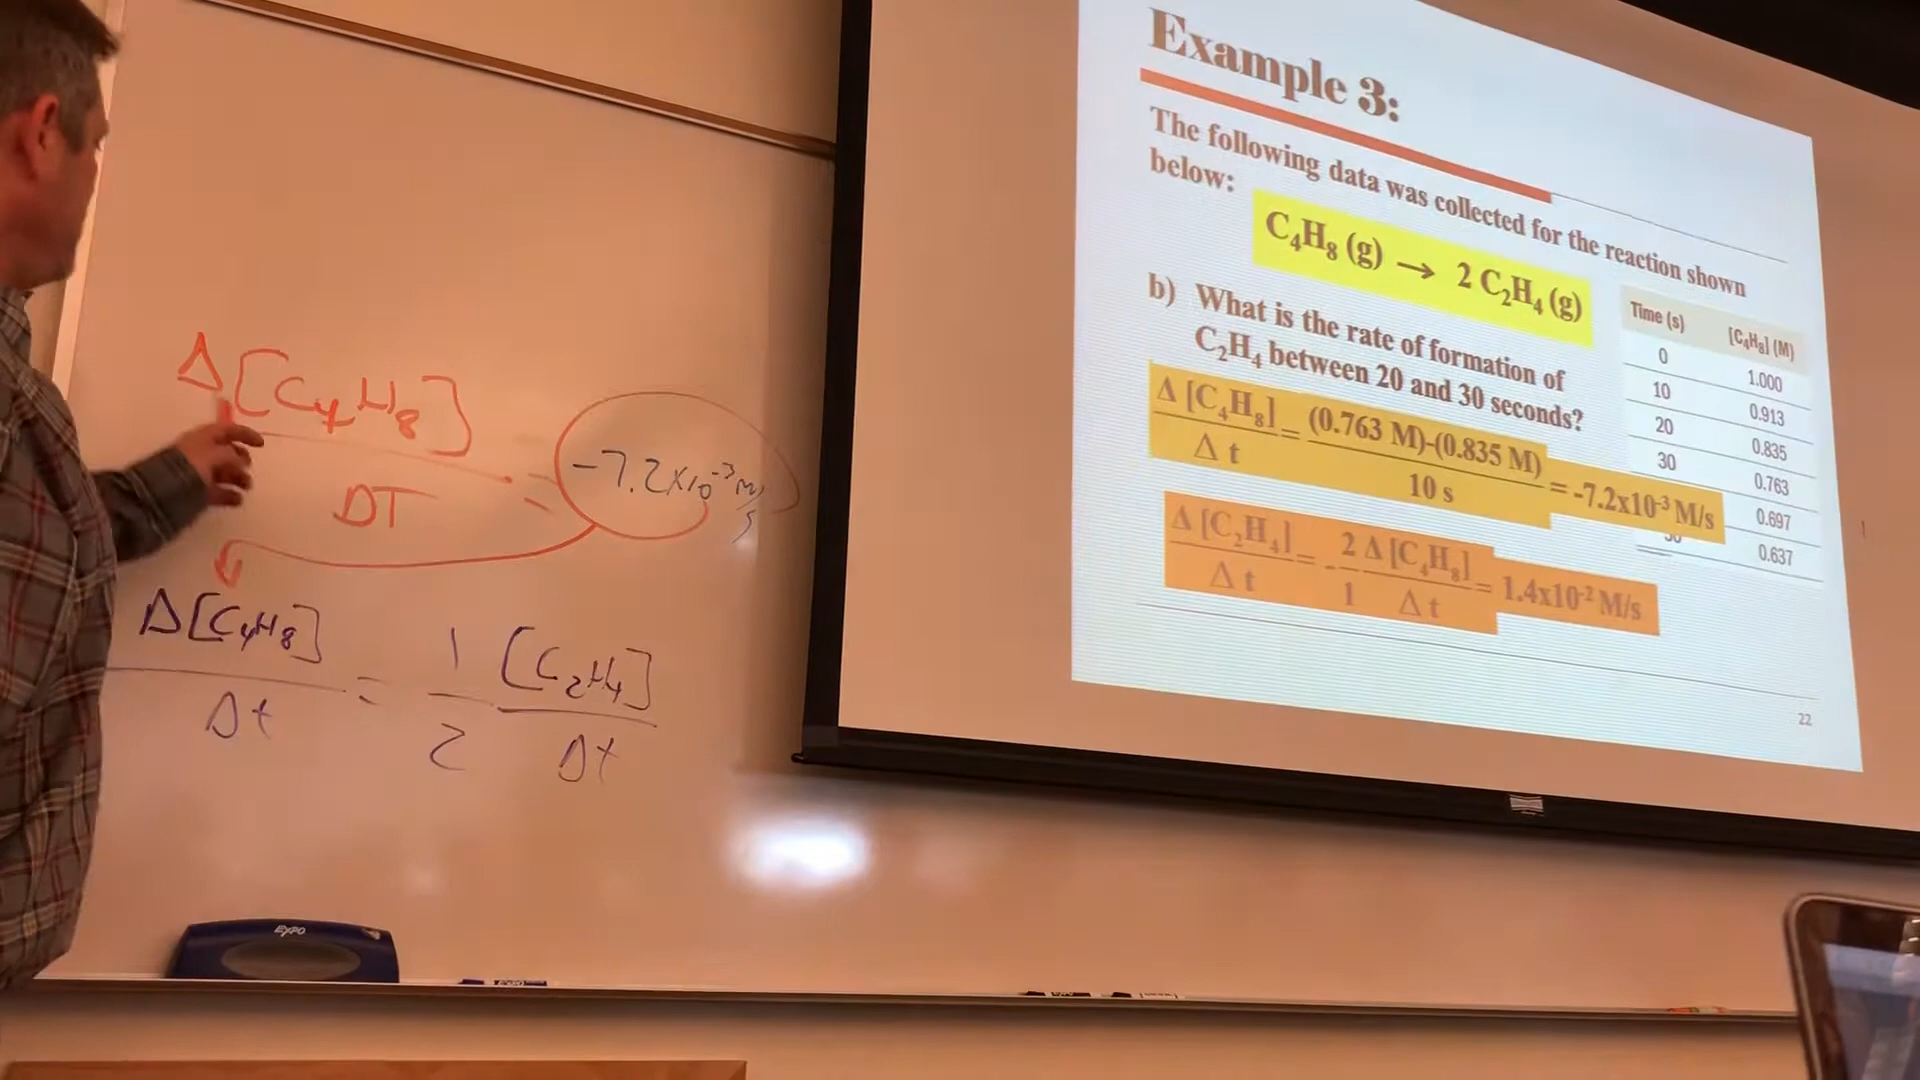 Δ[C₄H₈]
ΔT
= -7.2x10⁻³ M/s
Δ[C₄H₈]
Δt
= 1/2 [C₂H₄]
Δt
EXPO
EXPO
Example 3:
The following data was collected for the reaction shown
below:
C₄H₈ (g) → 2 C₂H₄ (g)
b) What is the rate of formation of
C₂H₄ between 20 and 30 seconds?
Δ [C₄H₈] = (0.763 M)-(0.835 M) = -7.2x10⁻³ M/s
Δ t 10 s
Δ [C₂H₄] = - 2 Δ [C₄H₈] = 1.4x10⁻² M/s
Δ t 1 Δ t
Time (s) [C₄H₈] (M)
0 1.000
10 0.913
20 0.835
30 0.763
0.697
0.637
22